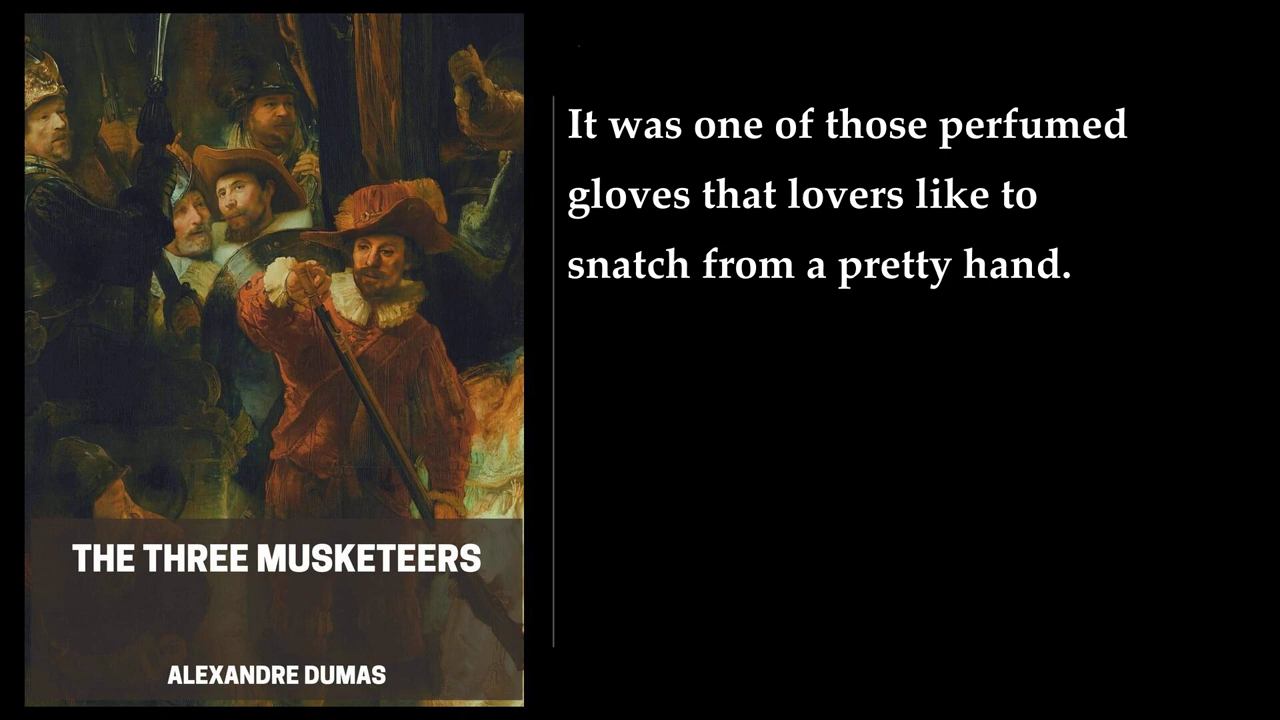 It was one of those perfumed
gloves that lovers like to
snatch from a pretty hand.
THE THREE MUSKETEERS
ALEXANDRE DUMAS